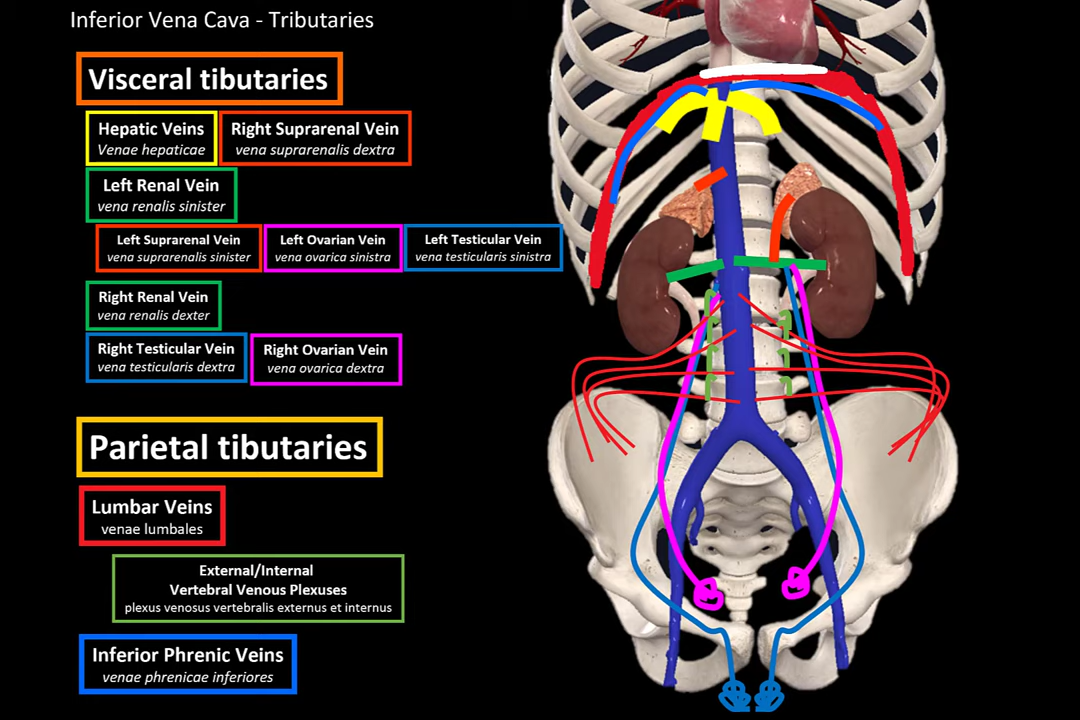 Inferior Vena Cava - Tributaries
Visceral tibutaries
Hepatic Veins
Venae hepaticae
Right Suprarenal Vein
vena suprarenalis dextra
Left Renal Vein
vena renalis sinister
Left Suprarenal Vein
vena suprarenalis sinister
Left Ovarian Vein
vena ovarica sinistra
Left Testicular Vein
vena testicularis sinistra
Right Renal Vein
vena renalis dexter
Right Testicular Vein
vena testicularis dextra
Right Ovarian Vein
vena ovarica dextra
Parietal tibutaries
Lumbar Veins
venae lumbales
External/Internal
Vertebral Venous Plexuses
plexus venosus vertebralis externus et internus
Inferior Phrenic Veins
venae phrenicae inferiores